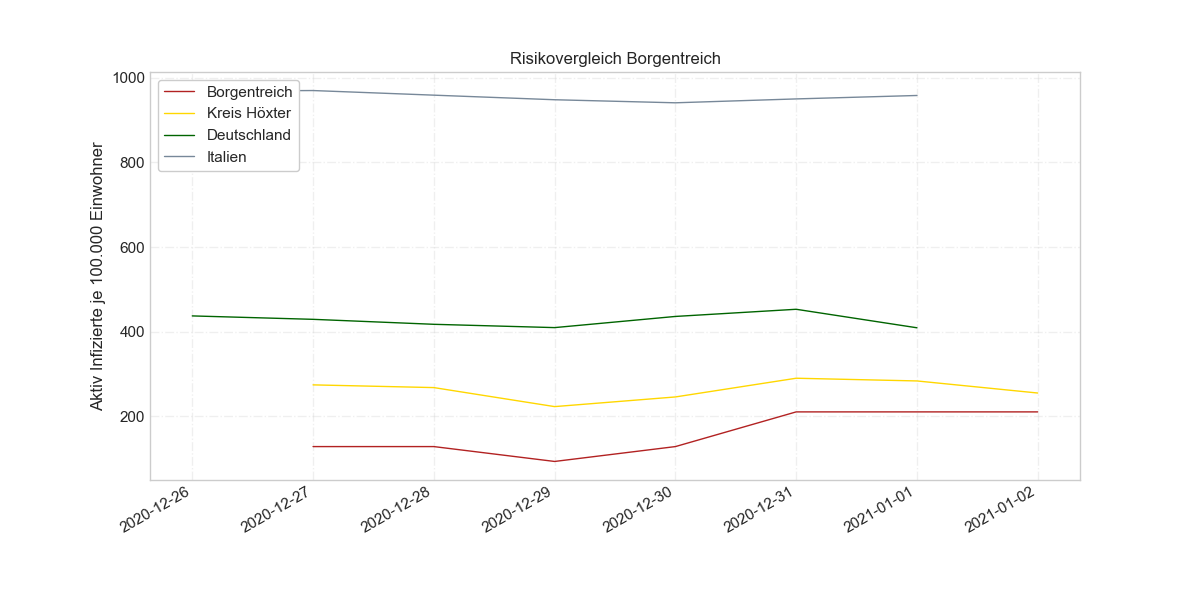 Risikovergleich Borgentreich
Aktiv Infizierte je 100.000 Einwohner
1000
800
600
400
200
Borgentreich
Kreis Höxter
Deutschland
Italien
2020-12-26
2020-12-27
2020-12-28
2020-12-29
2020-12-30
2020-12-31
2021-01-01
2021-01-02